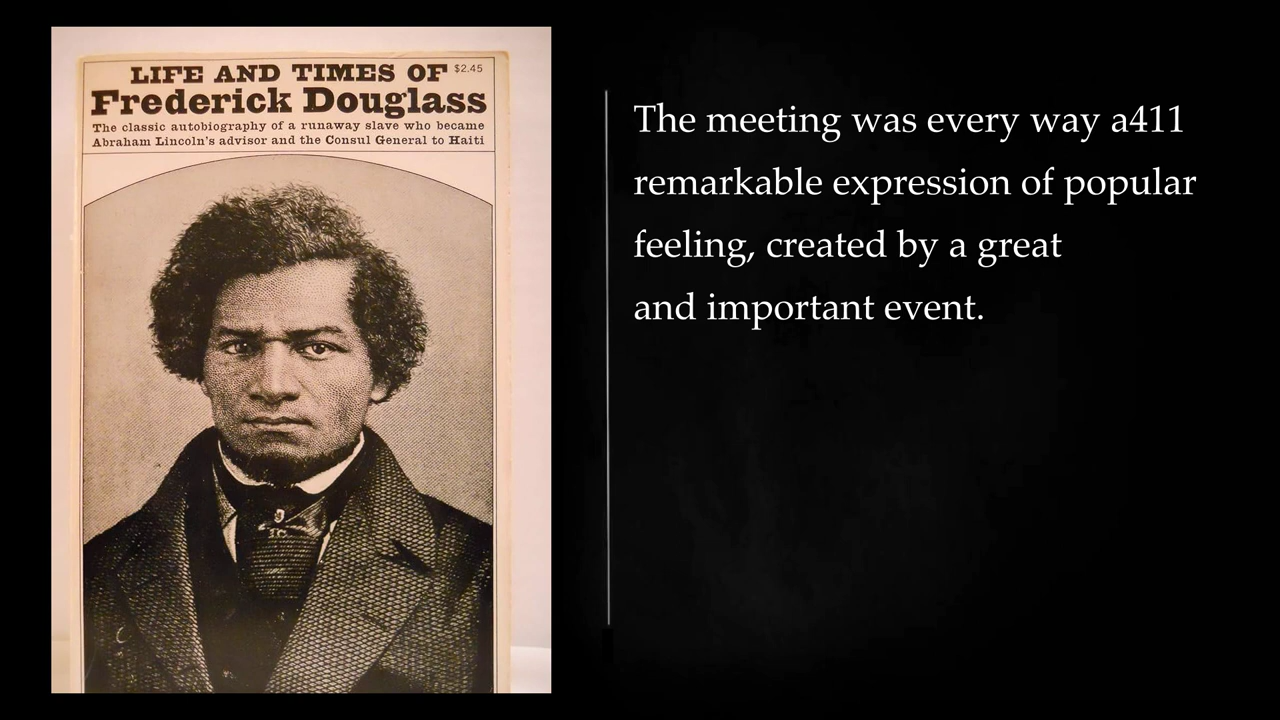 LIFE AND TIMES OF $2.45
Frederick Douglass
The classic autobiography of a runaway slave who became
Abraham Lincoln's advisor and the Consul General to Haiti
The meeting was every way a411
remarkable expression of popular
feeling, created by a great
and important event.